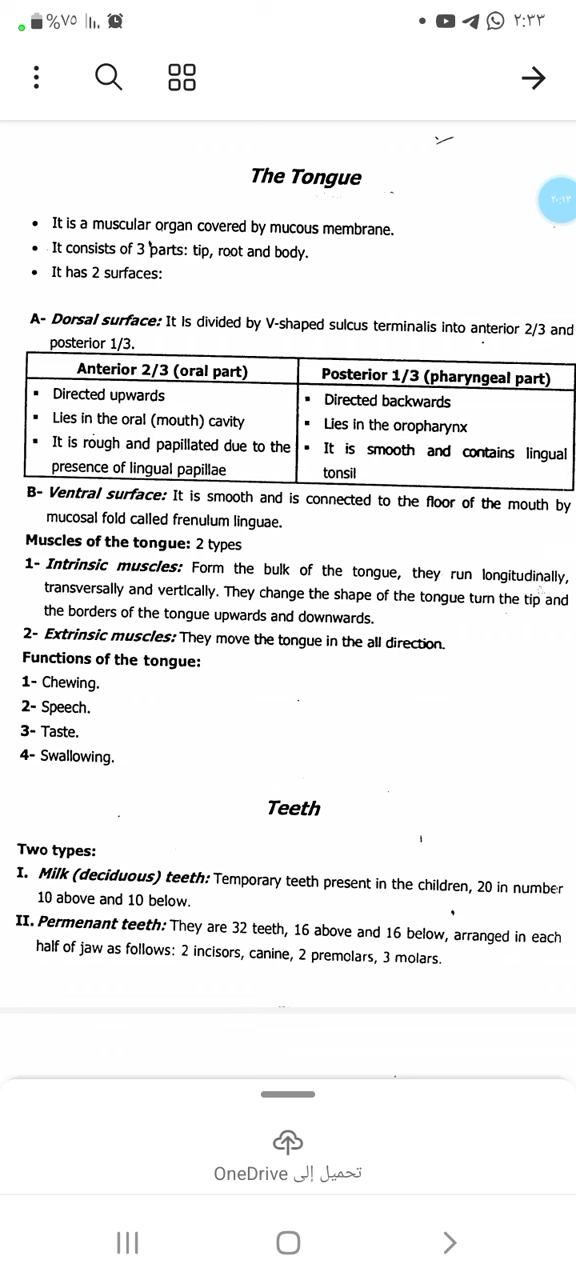 %٧٥ ٢:٣٣
The Tongue
٢٠:١٣
• It is a muscular organ covered by mucous membrane.
• It consists of 3 parts: tip, root and body.
• It has 2 surfaces:
A- Dorsal surface: It Is divided by V-shaped sulcus terminalis into anterior 2/3 and
posterior 1/3.
Anterior 2/3 (oral part)
▪ Directed upwards
▪ Lies in the oral (mouth) cavity
▪ It is rough and papillated due to the
presence of lingual papillae
Posterior 1/3 (pharyngeal part)
▪ Directed backwards
▪ Lies in the oropharynx
▪ It is smooth and contains lingual
tonsil
B- Ventral surface: It is smooth and is connected to the floor of the mouth by
mucosal fold called frenulum linguae.
Muscles of the tongue: 2 types
1- Intrinsic muscles: Form the bulk of the tongue, they run longitudinally,
transversally and vertically. They change the shape of the tongue turn the tip and
the borders of the tongue upwards and downwards.
2- Extrinsic muscles: They move the tongue in the all direction.
Functions of the tongue:
1- Chewing.
2- Speech.
3- Taste.
4- Swallowing.
Teeth
Two types:
I. Milk (deciduous) teeth: Temporary teeth present in the children, 20 in number
10 above and 10 below.
II. Permenant teeth: They are 32 teeth, 16 above and 16 below, arranged in each
half of jaw as follows: 2 incisors, canine, 2 premolars, 3 molars.
تحميل إلى OneDrive